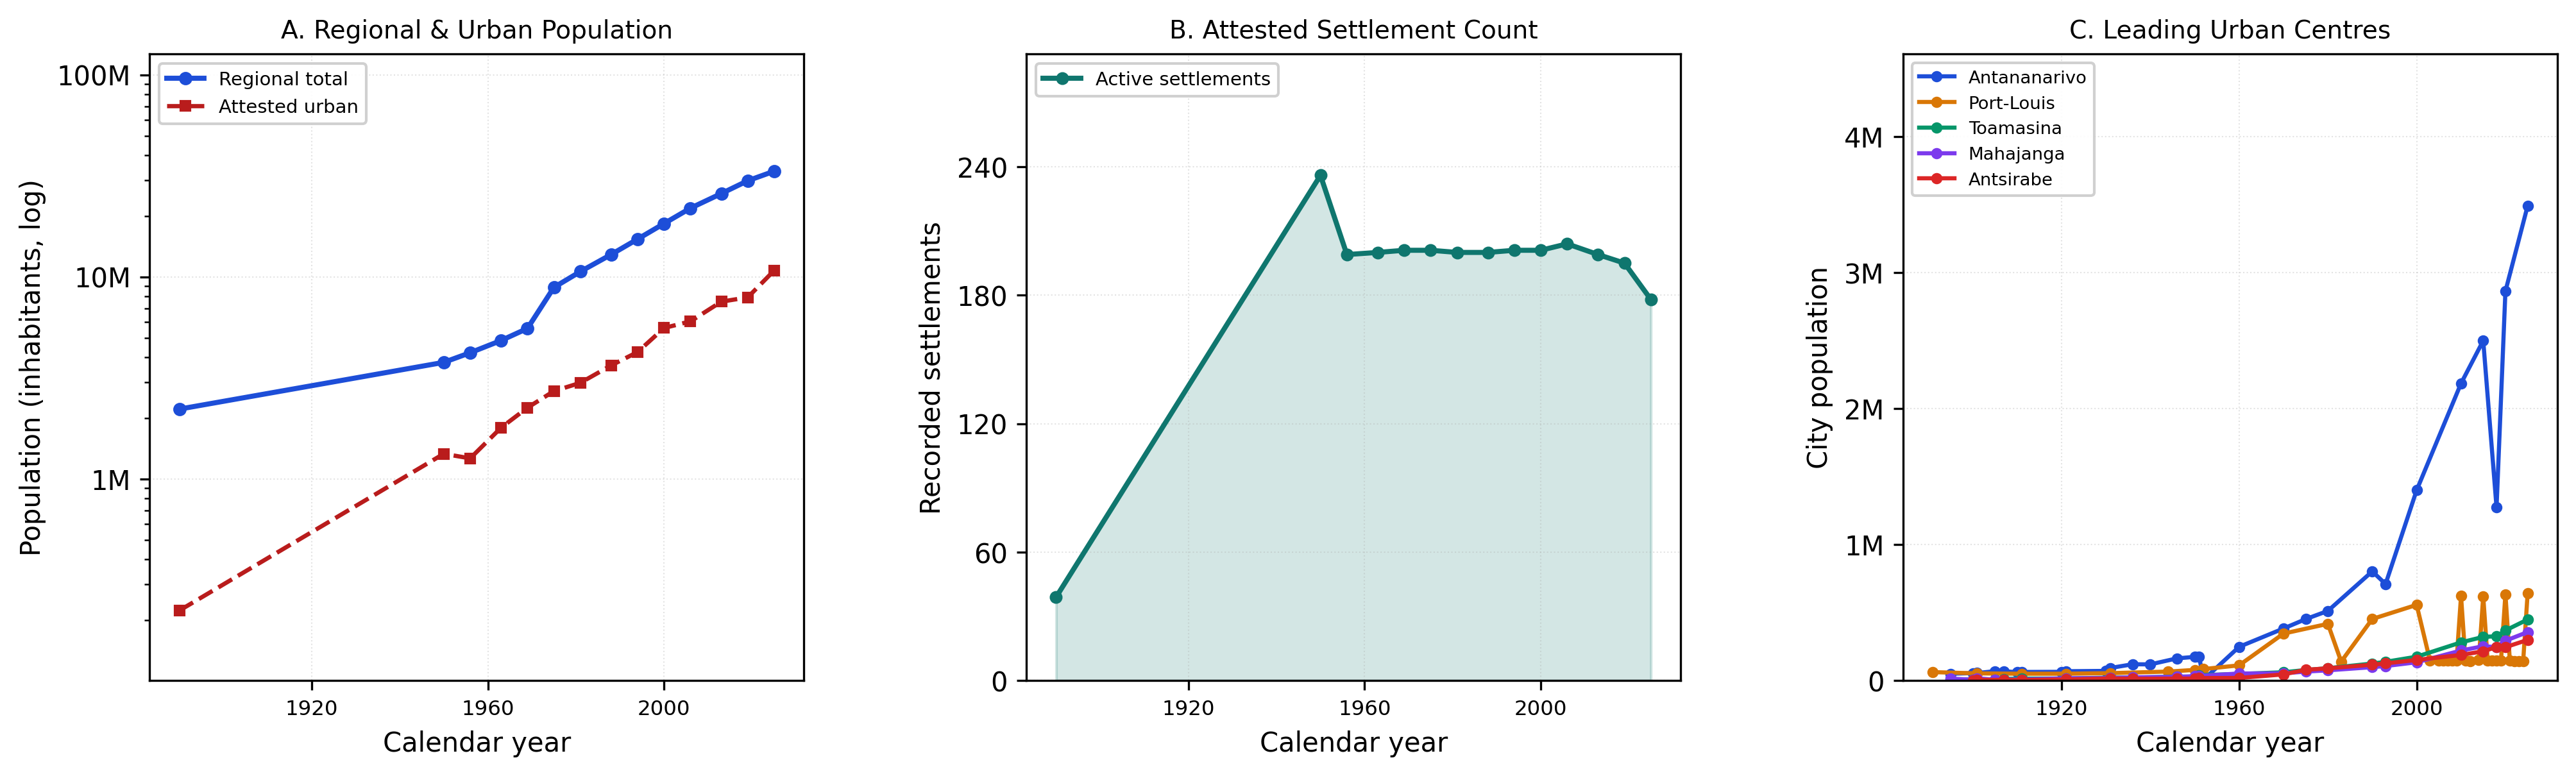 A. Regional & Urban Population
Regional total
Attested urban
100M
10M
1M
Population (inhabitants, log)
1920
1960
2000
Calendar year
B. Attested Settlement Count
Active settlements
240
180
120
60
0
Recorded settlements
1920
1960
2000
Calendar year
C. Leading Urban Centres
Antananarivo
Port-Louis
Toamasina
Mahajanga
Antsirabe
4M
3M
2M
1M
0
City population
1920
1960
2000
Calendar year